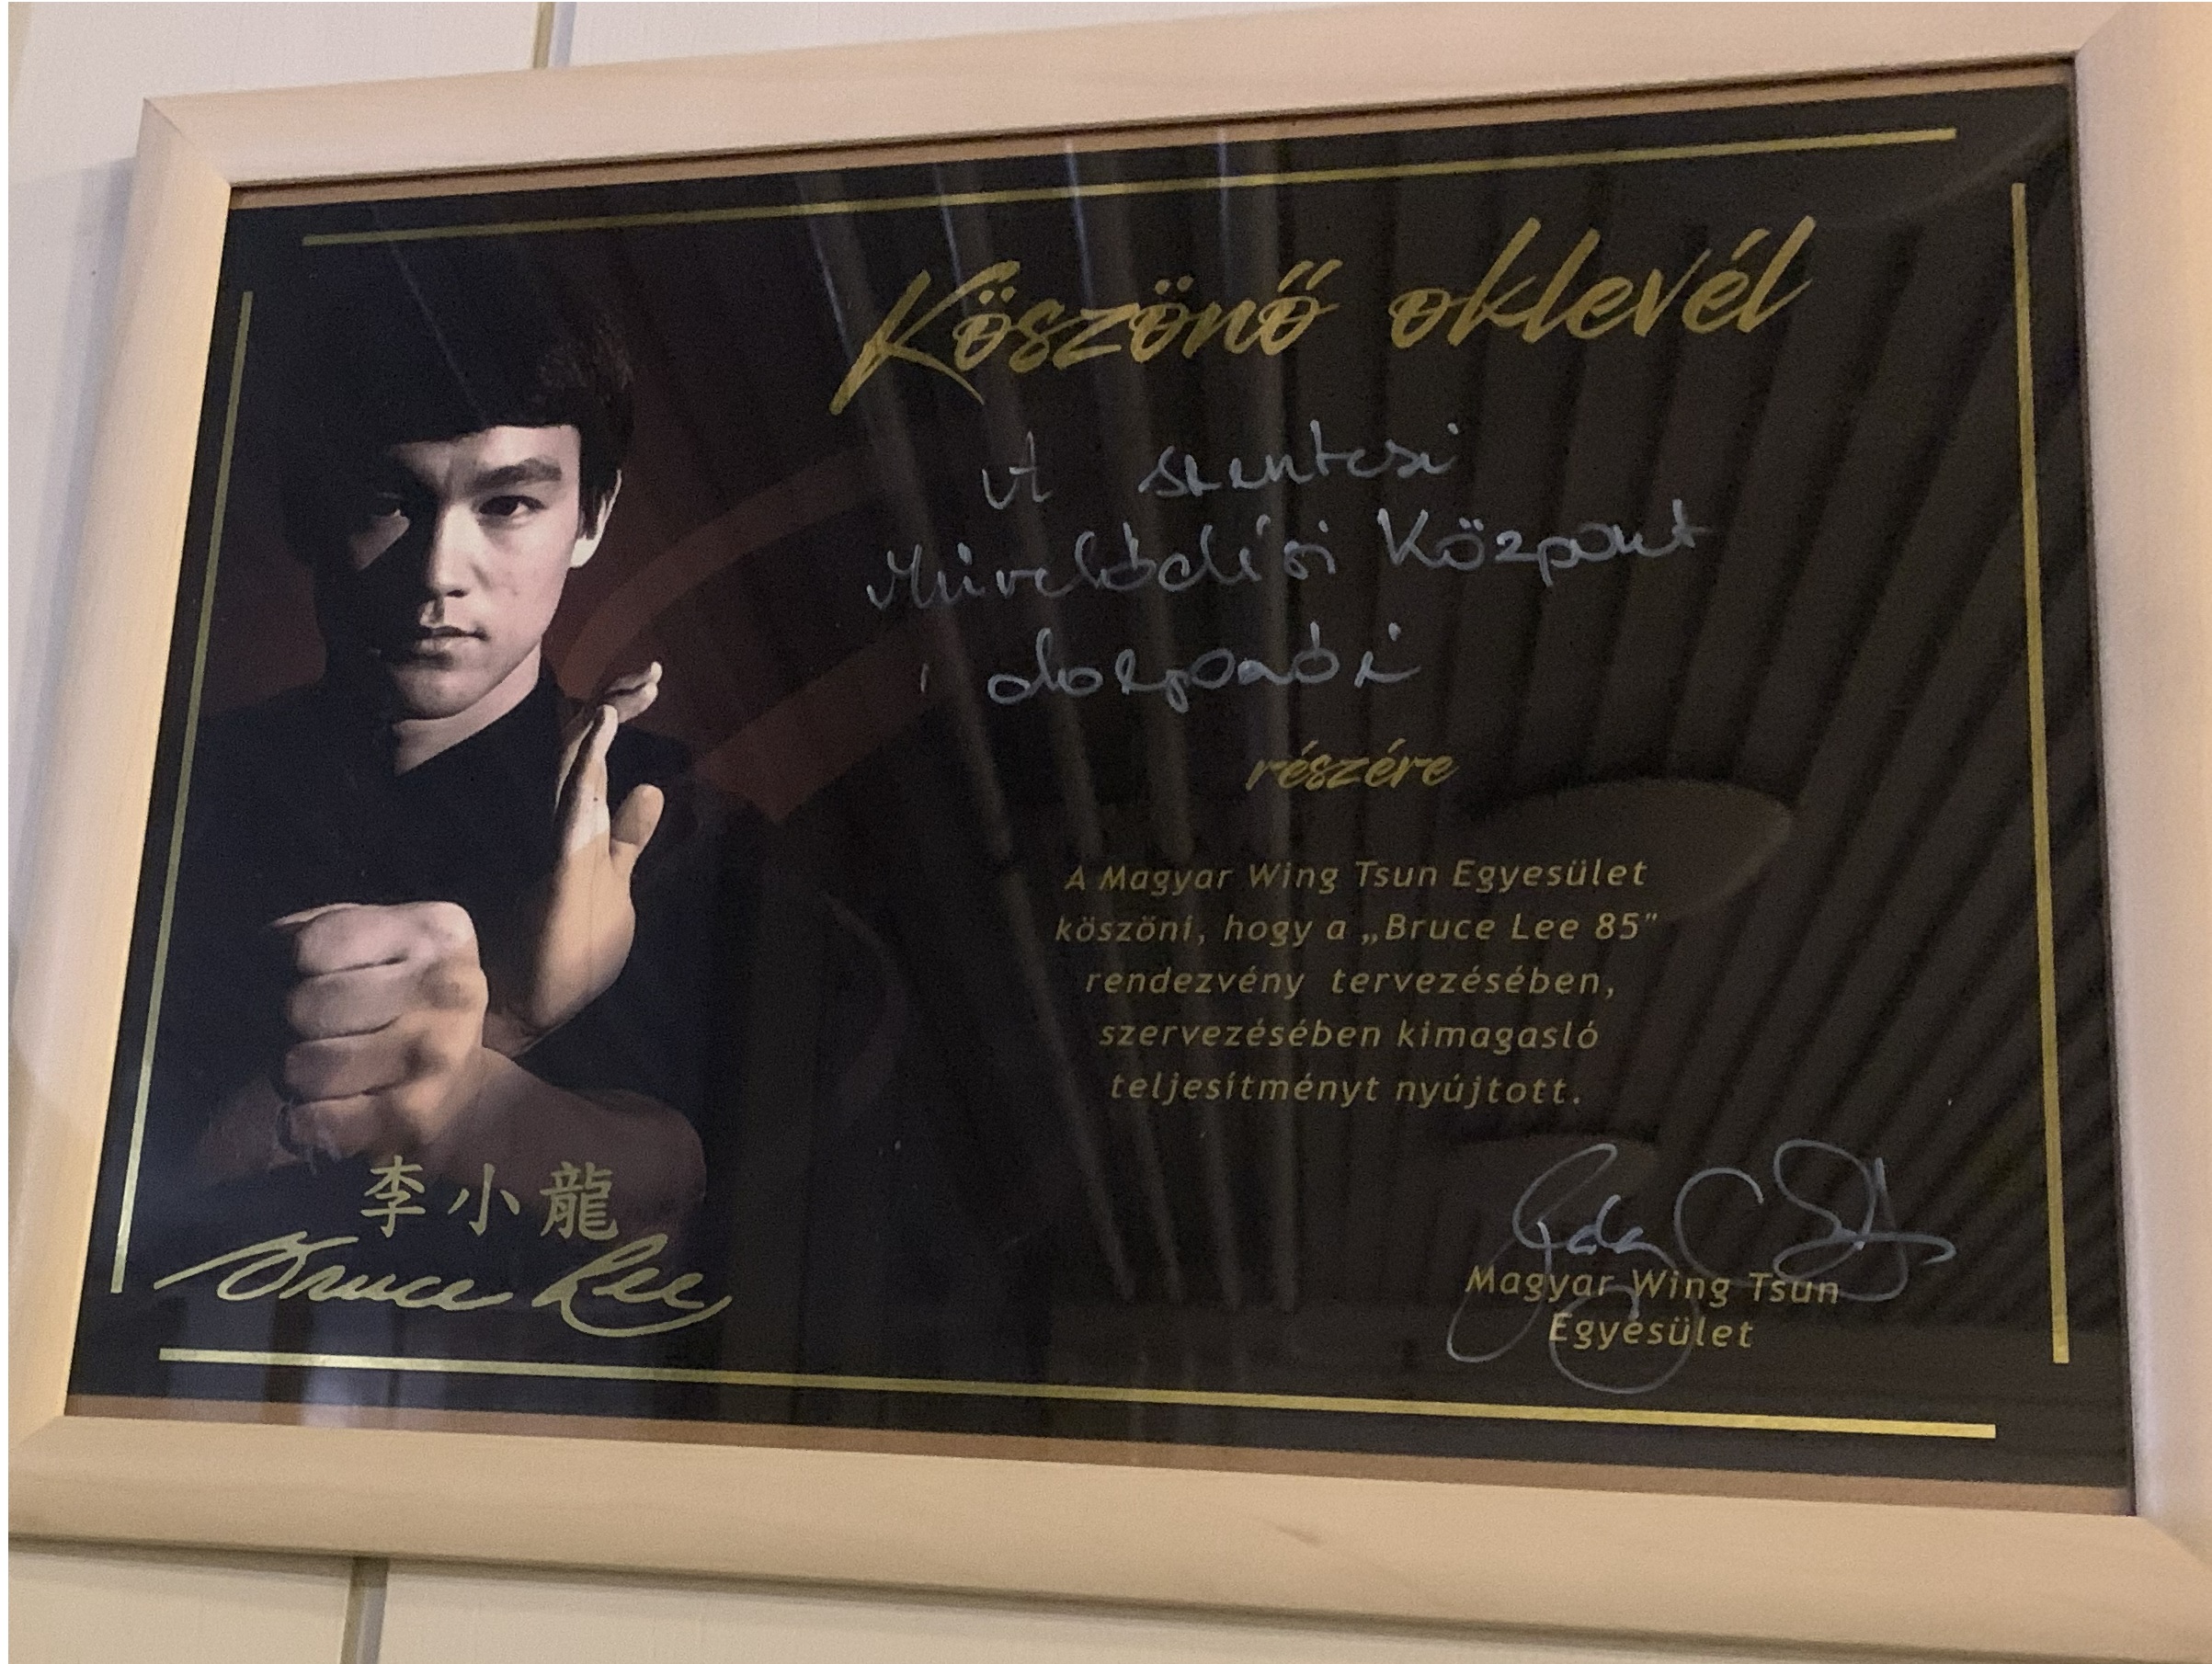 Köszönő oklevél
A szentesi
Művelődési Központ
dolgozói
részére
A Magyar Wing Tsun Egyesület
köszöni, hogy a „Bruce Lee 85”
rendezvény tervezésében,
szervezésében kimagasló
teljesítményt nyújtott.
李小龍
Bruce Lee
Magyar Wing Tsun
Egyesület